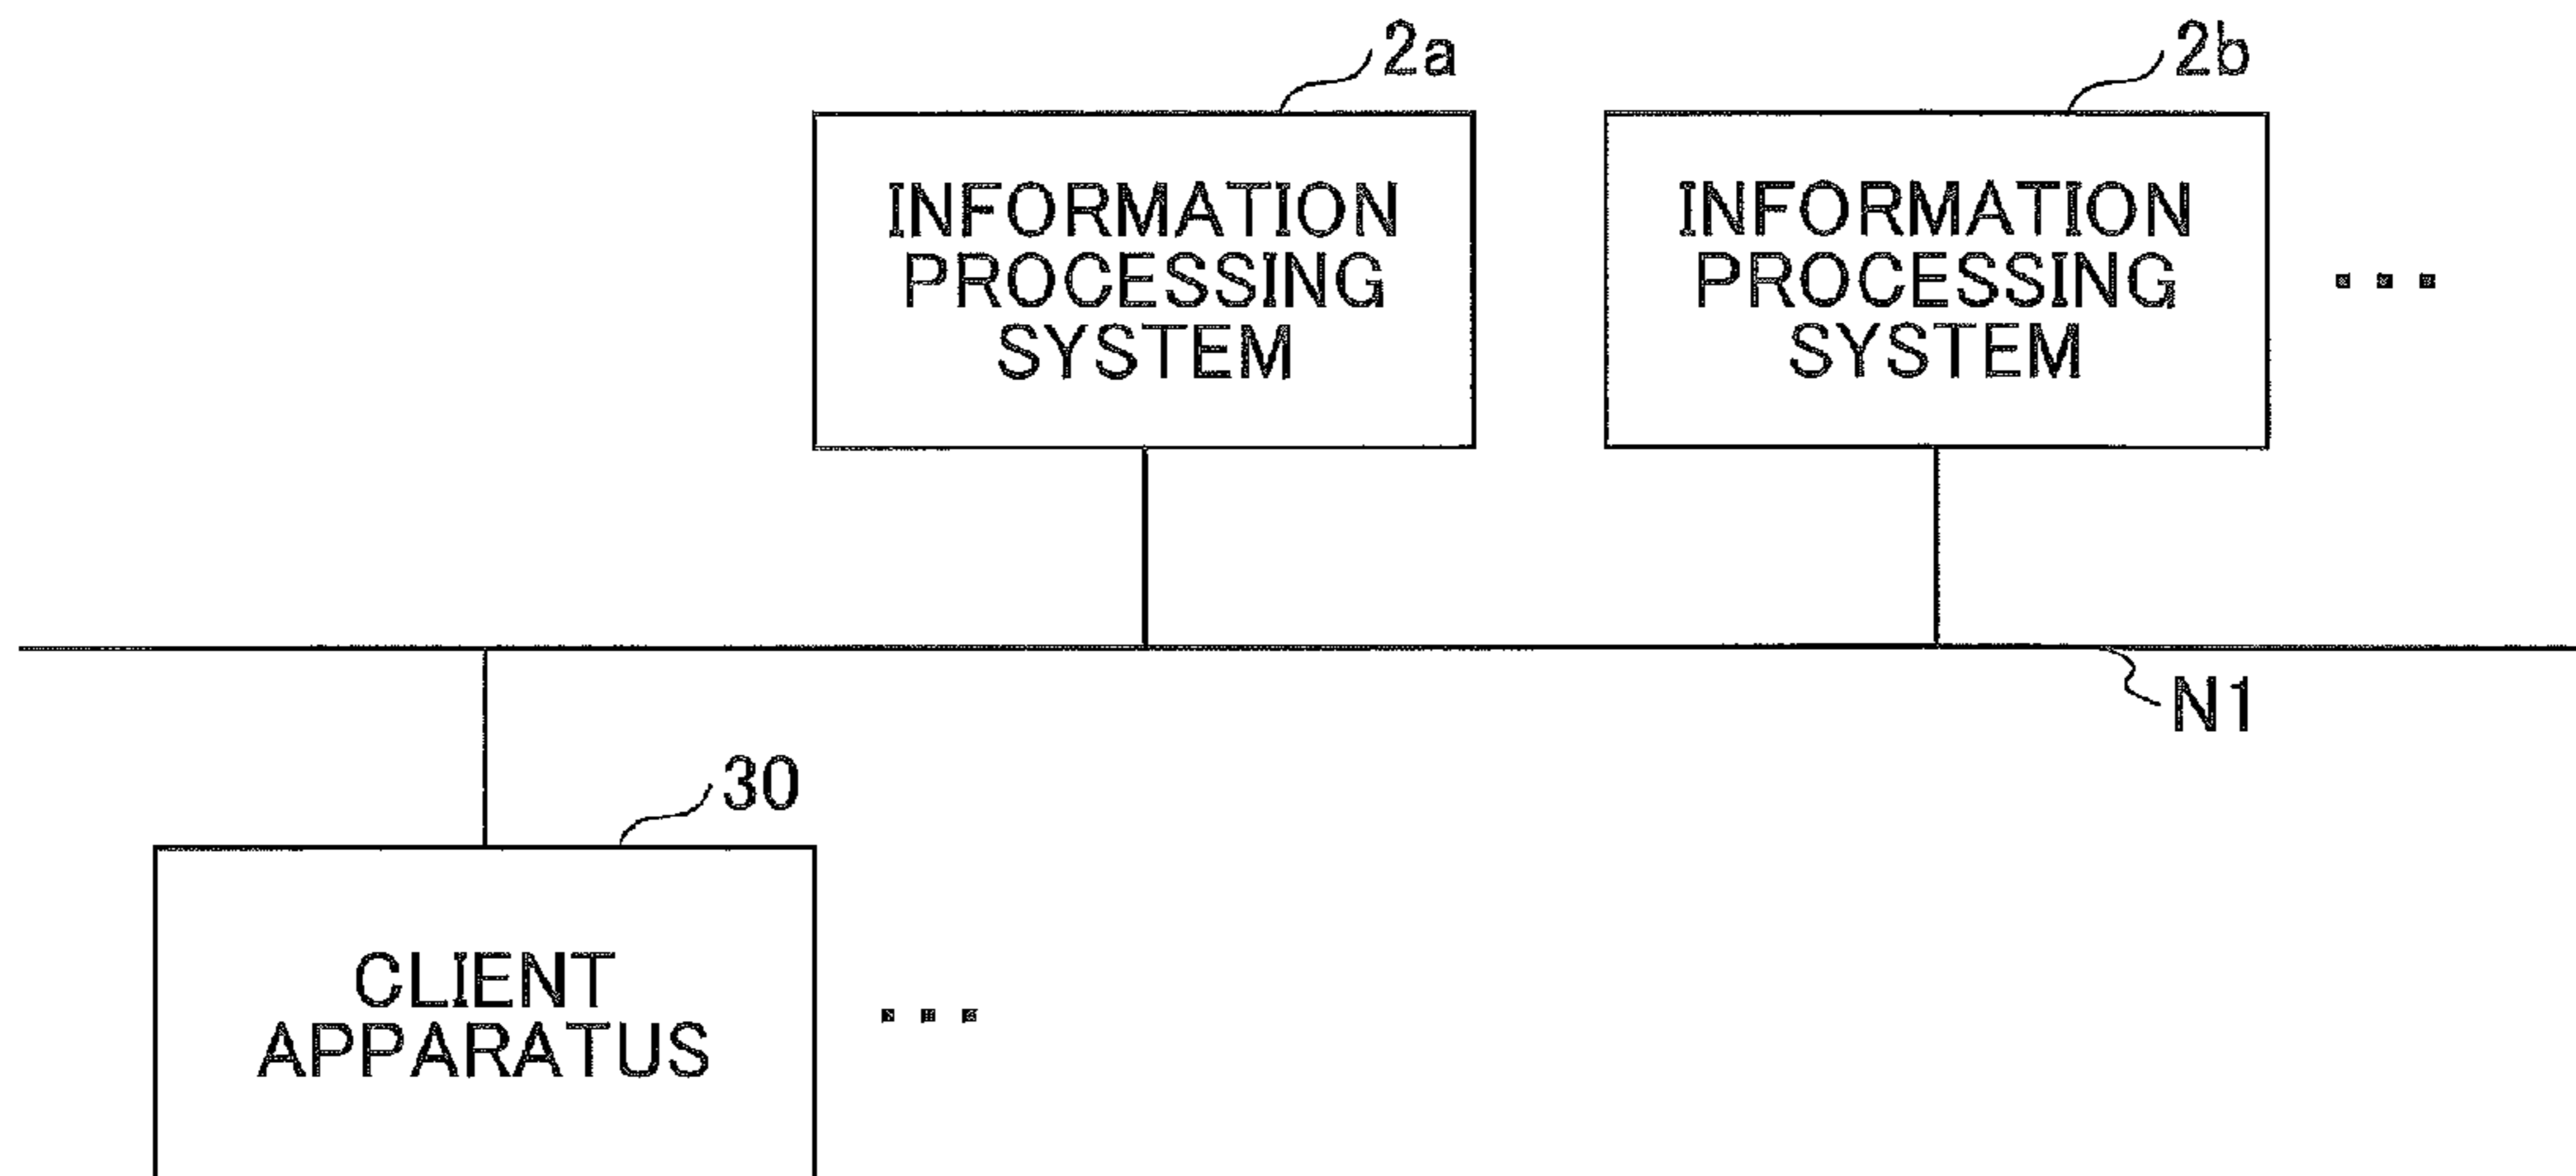 2a
2b
INFORMATION
PROCESSING
SYSTEM
INFORMATION
PROCESSING
SYSTEM
...
N1
30
CLIENT
APPARATUS
...